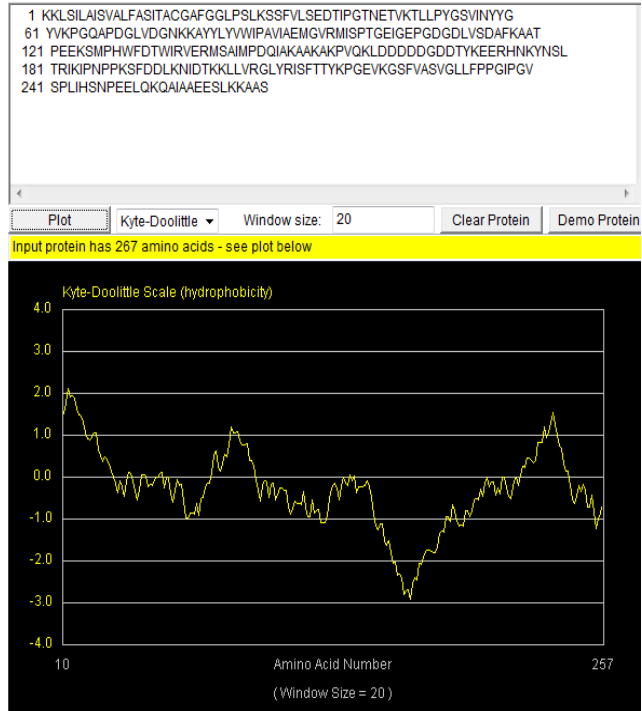 1 KKLSILAISVALFASITACGAFGGLPSLKSSFVLSEDTIPGTNETVKTLLPYGSVINYYG
61 YVKPGQAPDGLVDGNKKAYYLYVWIPAVIAEMGVRMISPTGEIGEPGDGDLVSDAFKAAT
121 PEEKSMPHWFDTWIRVERMSAIMPDQIAKAAKAKPVQKLDDDDDGDDTYKEERHNKYNSL
181 TRIKIPNPPKSFDDLKNIDTKKLLVRGLYRISFTTYKPGEVKGSFVASVGLLFPPGIPGV
241 SPLIHSNPEELQKQAIAAEESLKKAAS
Plot Kyte-Doolittle Window size: 20 Clear Protein Demo Protein
Input protein has 267 amino acids - see plot below
Kyte-Doolittle Scale (hydrophobicity)
4.0
3.0
2.0
1.0
0.0
-1.0
-2.0
-3.0
-4.0
10 Amino Acid Number 257
( Window Size = 20 )